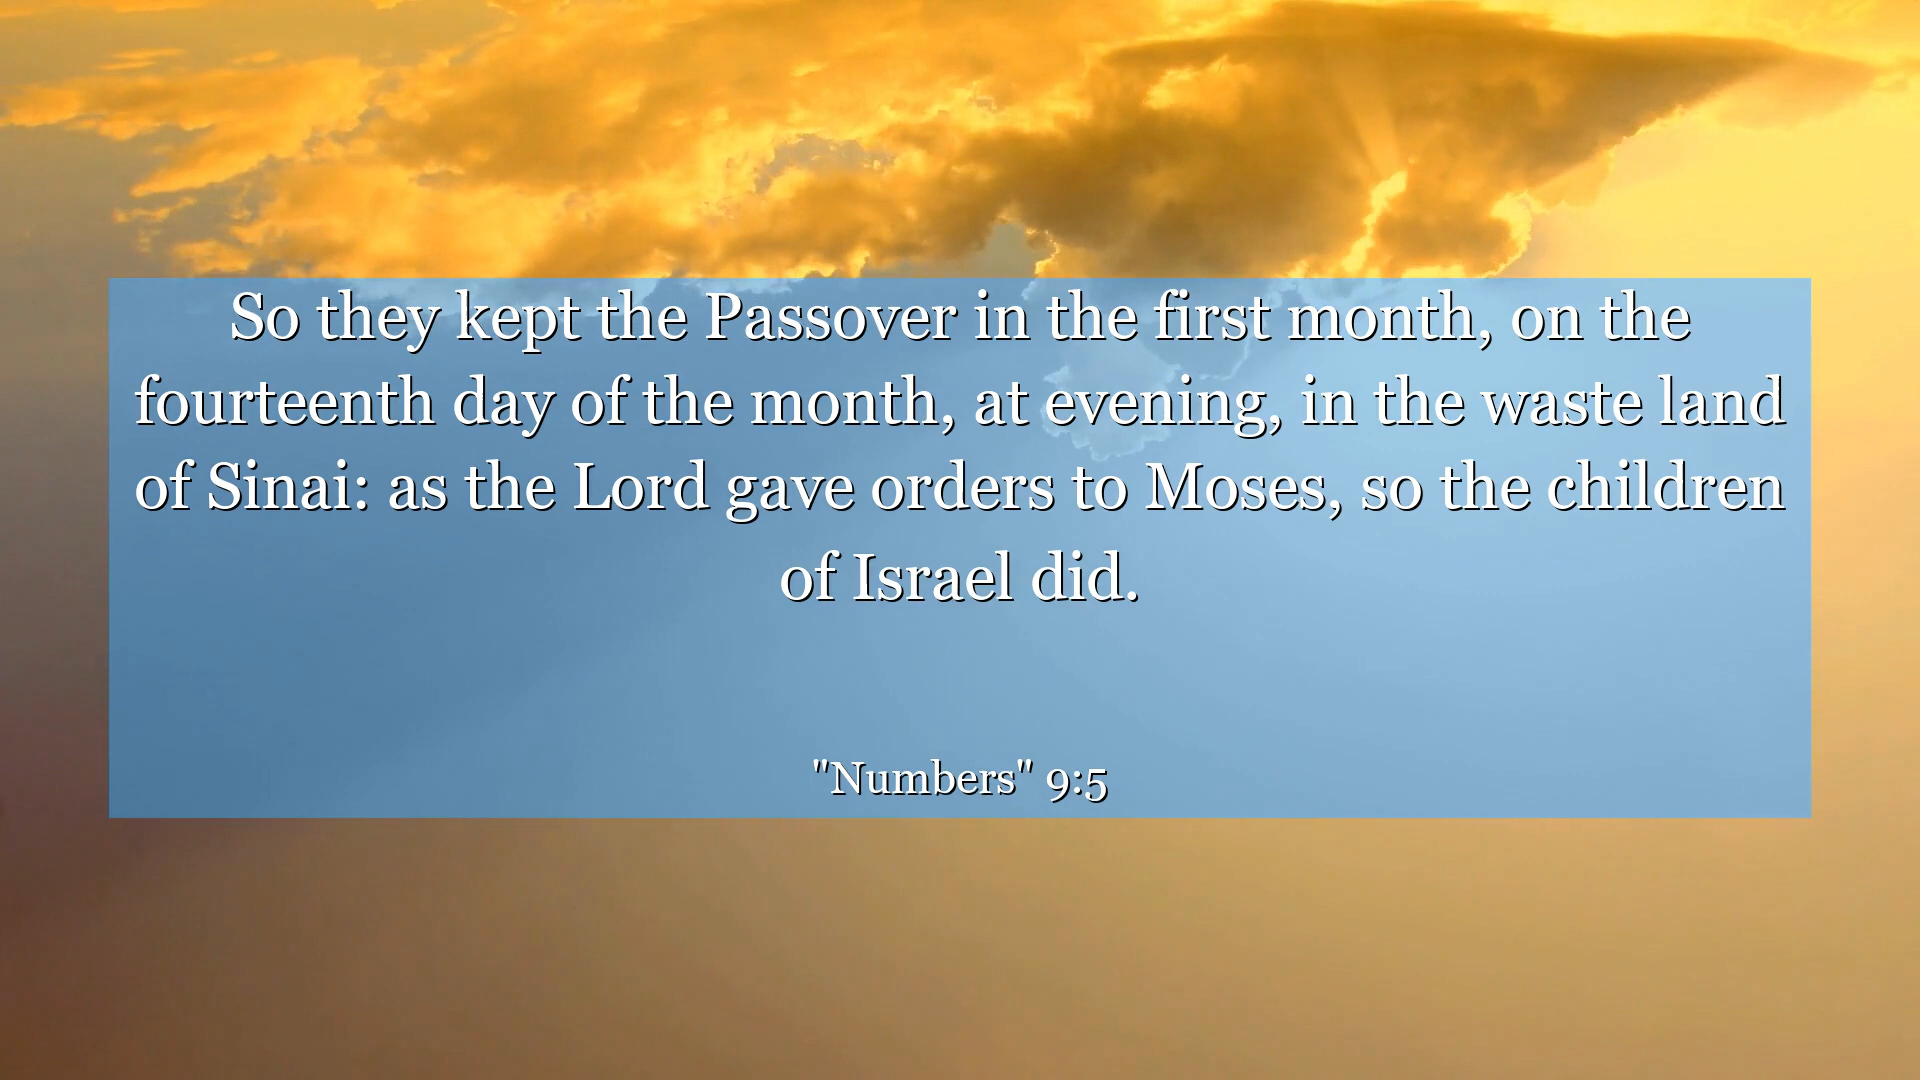 So they kept the Passover in the first month, on the
fourteenth day of the month, at evening, in the waste land
of Sinai: as the Lord gave orders to Moses, so the children
of Israel did.
"Numbers" 9:5